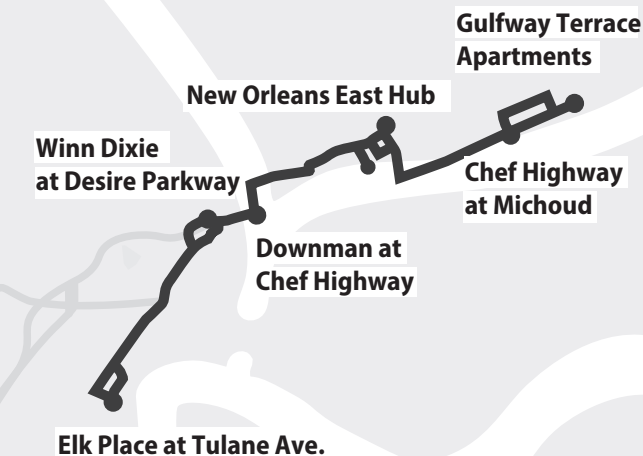 Gulfway Terrace
Apartments
New Orleans East Hub
Winn Dixie
at Desire Parkway
Chef Highway
at Michoud
Downman at
Chef Highway
Elk Place at Tulane Ave.